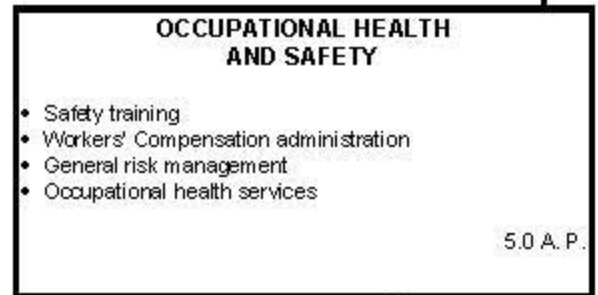 OCCUPATIONAL HEALTH
AND SAFETY
• Safety training
• Workers' Compensation administration
• General risk management
• Occupational health services
5.0 A. P.